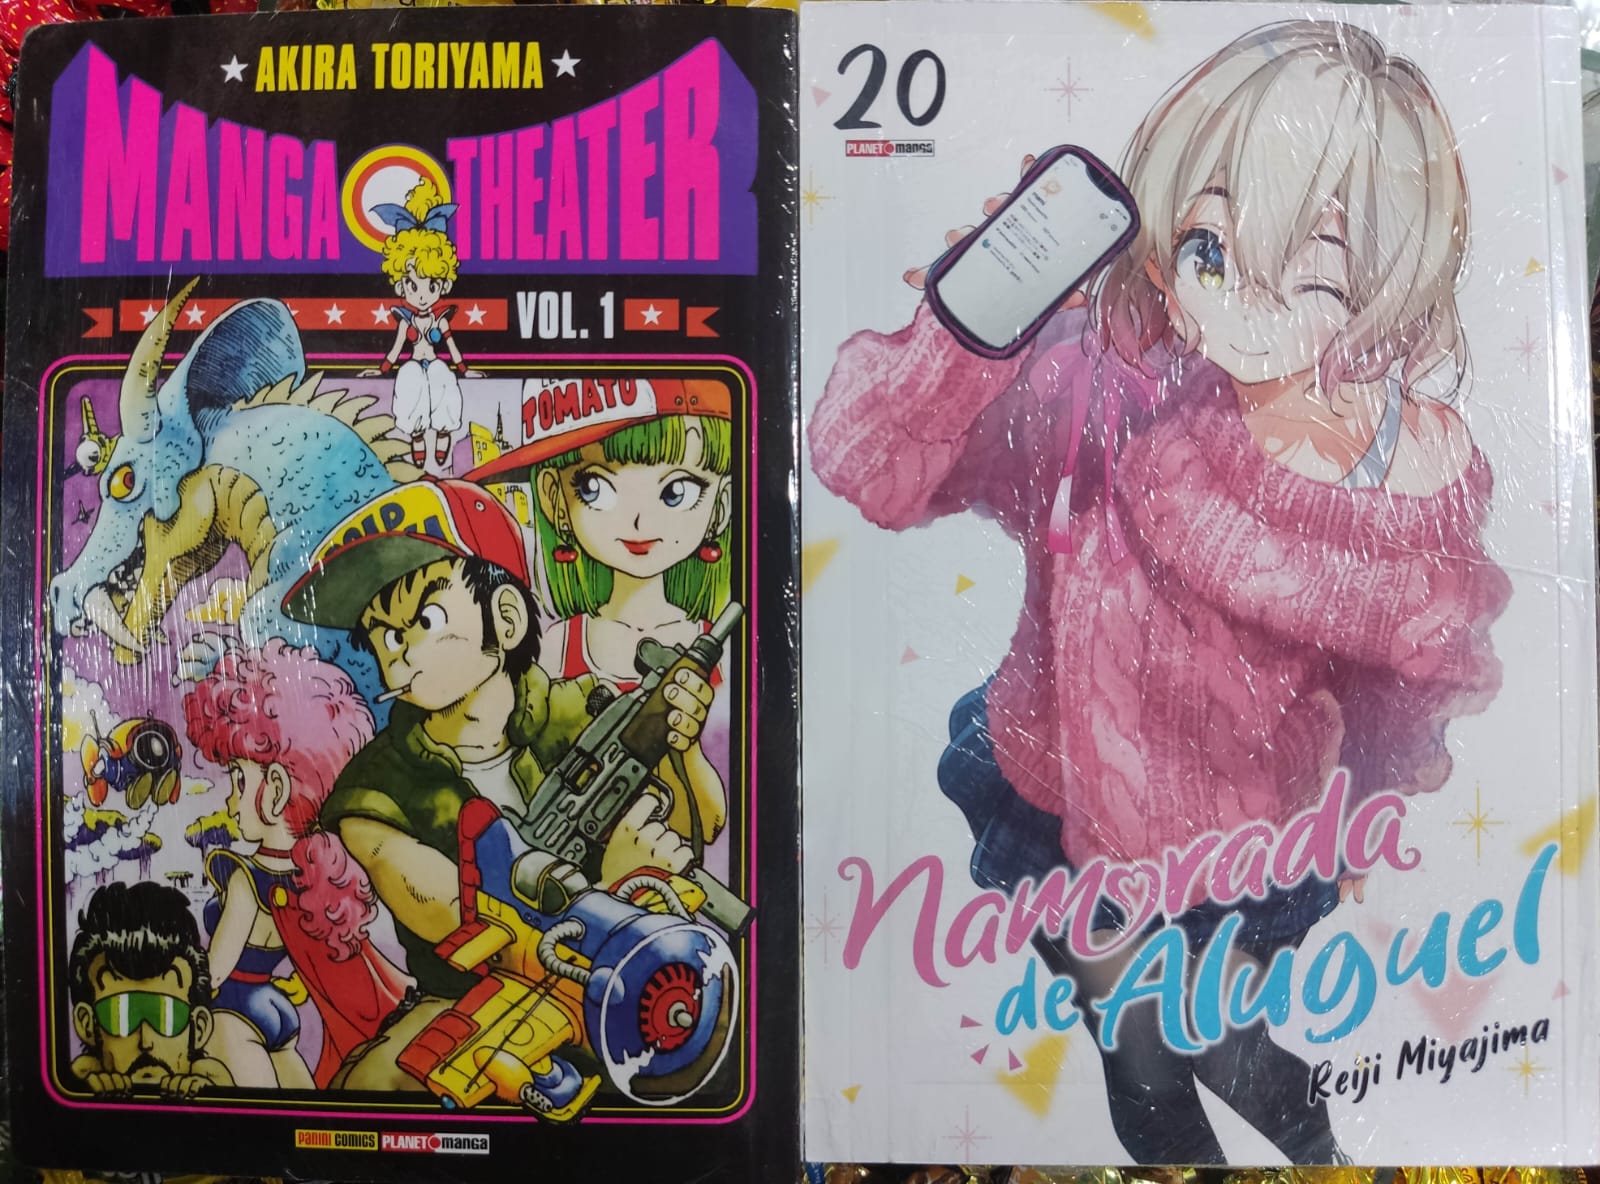 AKIRA TORIYAMA
MANGA THEATER
VOL. 1
TOMATO
PANINI COMICS PLANET manga
20
PLANET manga
Namorada
de Aluguel
Reiji Miyajima